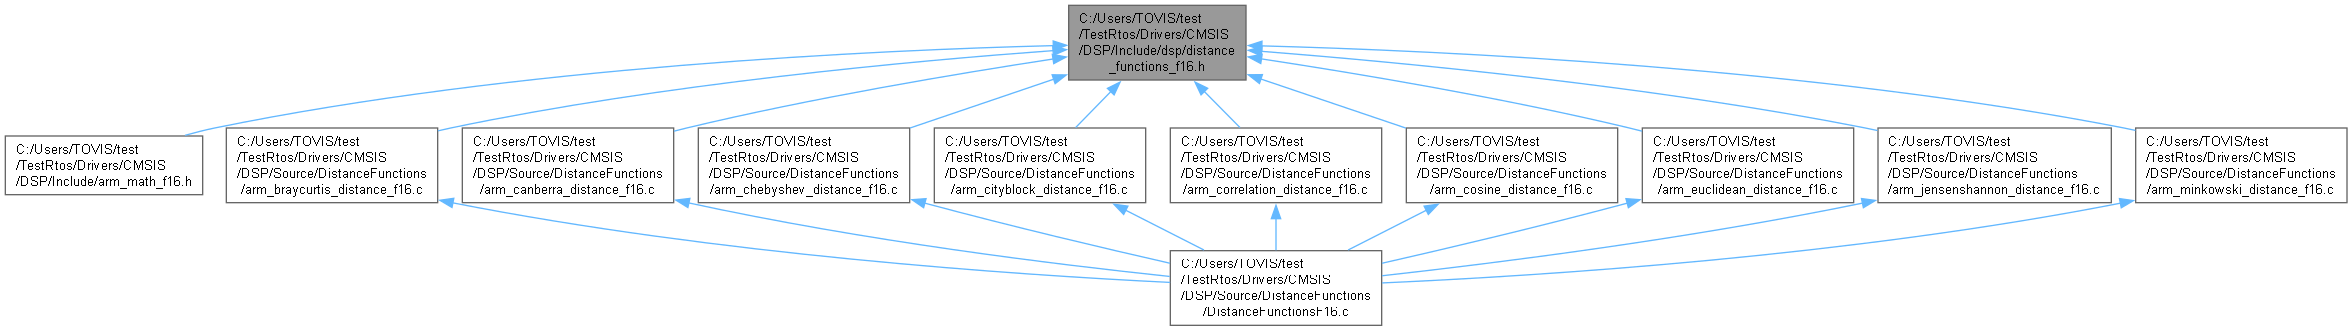 C:/Users/TOVIS/test
/TestRtos/Drivers/CMSIS
/DSP/Include/dsp/distance
_functions_f16.h
C:/Users/TOVIS/test
/TestRtos/Drivers/CMSIS
/DSP/Include/arm_math_f16.h
C:/Users/TOVIS/test
/TestRtos/Drivers/CMSIS
/DSP/Source/DistanceFunctions
/arm_braycurtis_distance_f16.c
C:/Users/TOVIS/test
/TestRtos/Drivers/CMSIS
/DSP/Source/DistanceFunctions
/arm_canberra_distance_f16.c
C:/Users/TOVIS/test
/TestRtos/Drivers/CMSIS
/DSP/Source/DistanceFunctions
/arm_chebyshev_distance_f16.c
C:/Users/TOVIS/test
/TestRtos/Drivers/CMSIS
/DSP/Source/DistanceFunctions
/arm_cityblock_distance_f16.c
C:/Users/TOVIS/test
/TestRtos/Drivers/CMSIS
/DSP/Source/DistanceFunctions
/arm_correlation_distance_f16.c
C:/Users/TOVIS/test
/TestRtos/Drivers/CMSIS
/DSP/Source/DistanceFunctions
/arm_cosine_distance_f16.c
C:/Users/TOVIS/test
/TestRtos/Drivers/CMSIS
/DSP/Source/DistanceFunctions
/arm_euclidean_distance_f16.c
C:/Users/TOVIS/test
/TestRtos/Drivers/CMSIS
/DSP/Source/DistanceFunctions
/arm_jensenshannon_distance_f16.c
C:/Users/TOVIS/test
/TestRtos/Drivers/CMSIS
/DSP/Source/DistanceFunctions
/arm_minkowski_distance_f16.c
C:/Users/TOVIS/test
/TestRtos/Drivers/CMSIS
/DSP/Source/DistanceFunctions
/DistanceFunctionsF16.c